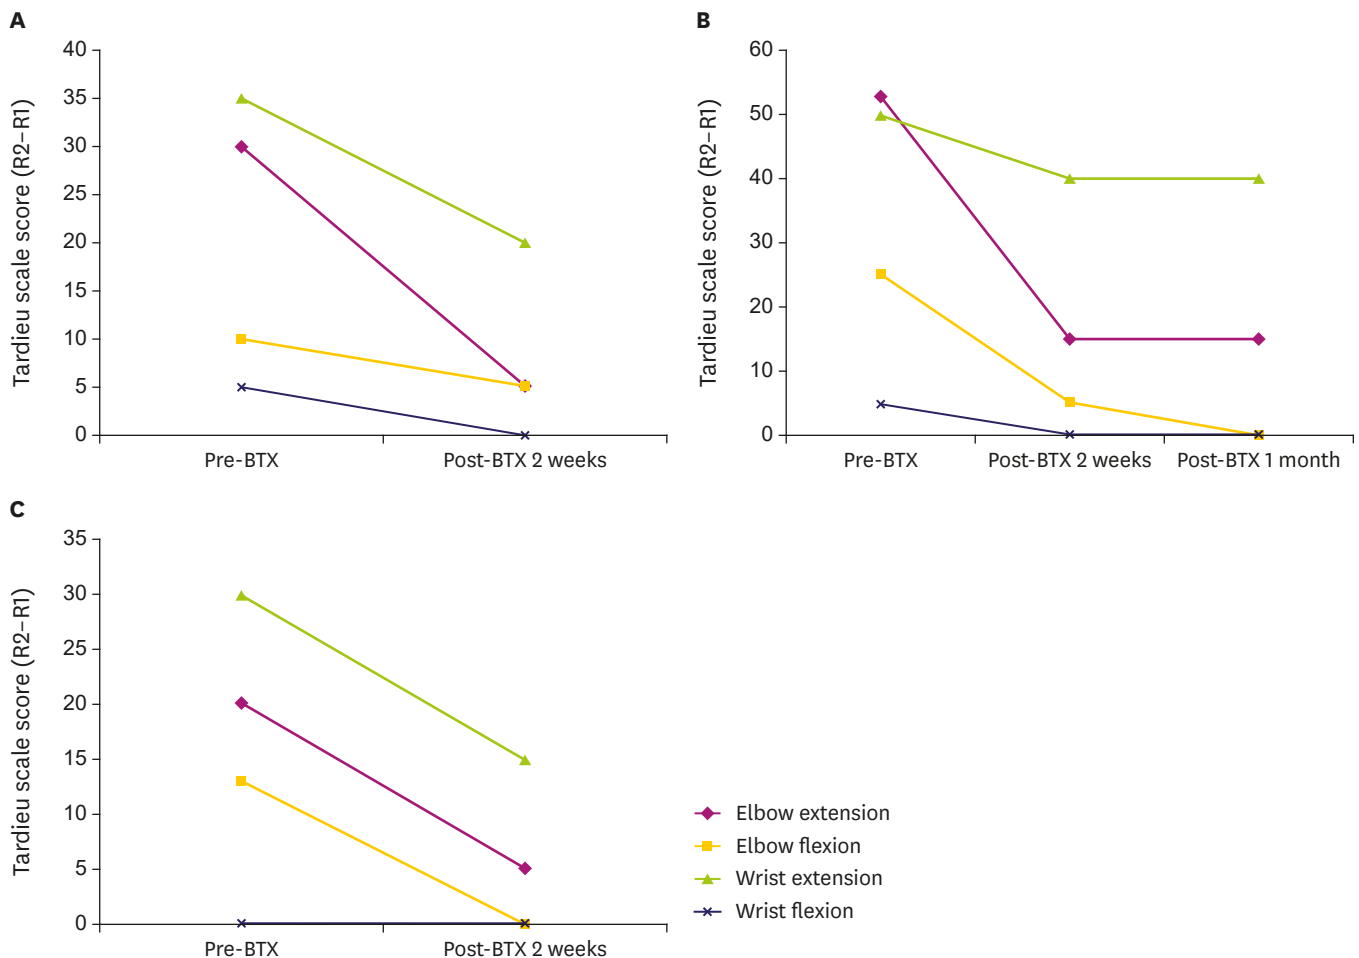 A
Tardieu scale score (R2–R1)
40
35
30
25
20
15
10
5
0
Pre-BTX
Post-BTX 2 weeks
B
Tardieu scale score (R2–R1)
60
50
40
30
20
10
0
Pre-BTX
Post-BTX 2 weeks
Post-BTX 1 month
C
Tardieu scale score (R2–R1)
35
30
25
20
15
10
5
0
Pre-BTX
Post-BTX 2 weeks
Elbow extension
Elbow flexion
Wrist extension
Wrist flexion